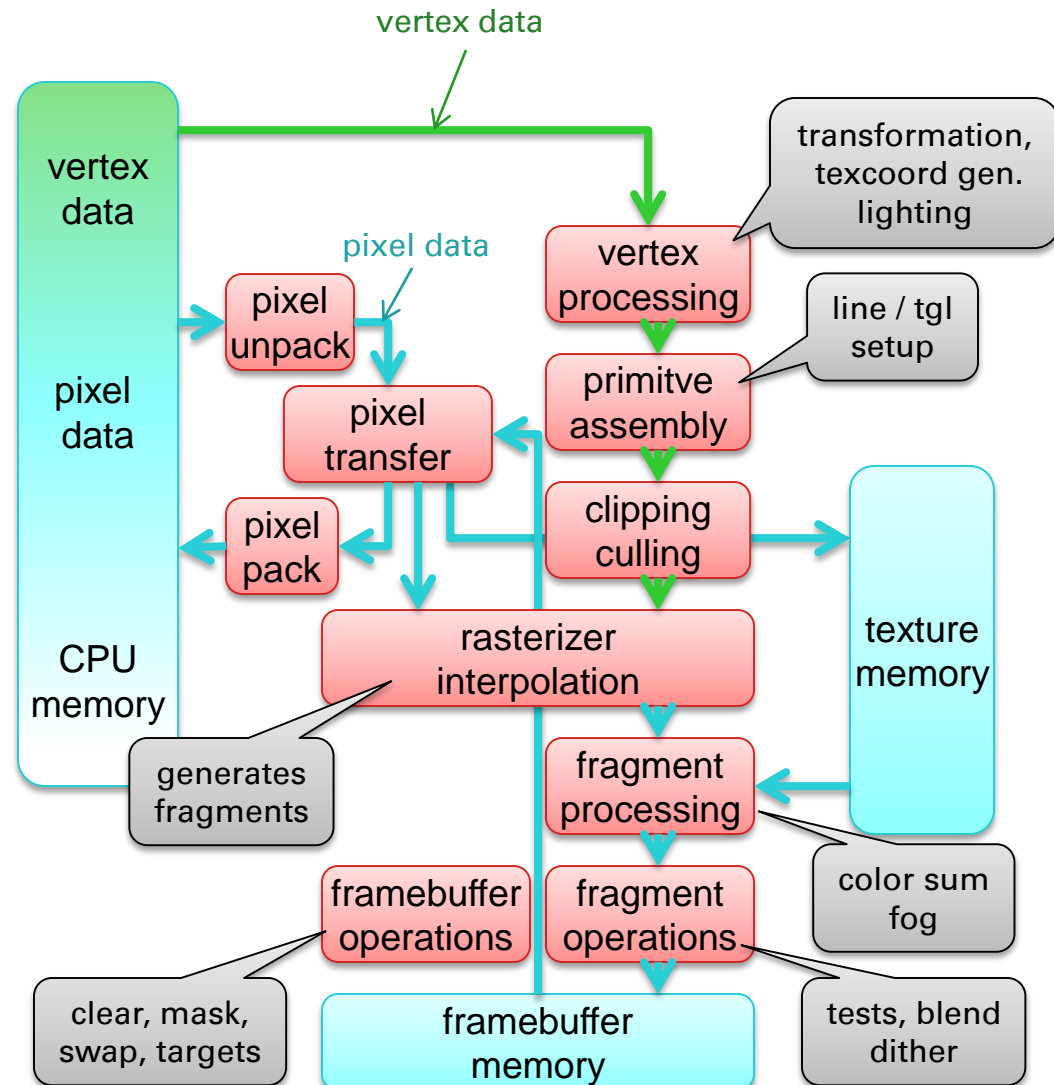 vertex data
vertex
data
transformation,
texcoord gen.
lighting
pixel data
vertex
processing
pixel
unpack
line / tgl
setup
pixel
data
primitve
assembly
pixel
transfer
pixel
pack
clipping
culling
CPU
memory
rasterizer
interpolation
texture
memory
generates
fragments
fragment
processing
color sum
fog
framebuffer
operations
fragment
operations
clear, mask,
swap, targets
framebuffer
memory
tests, blend
dither